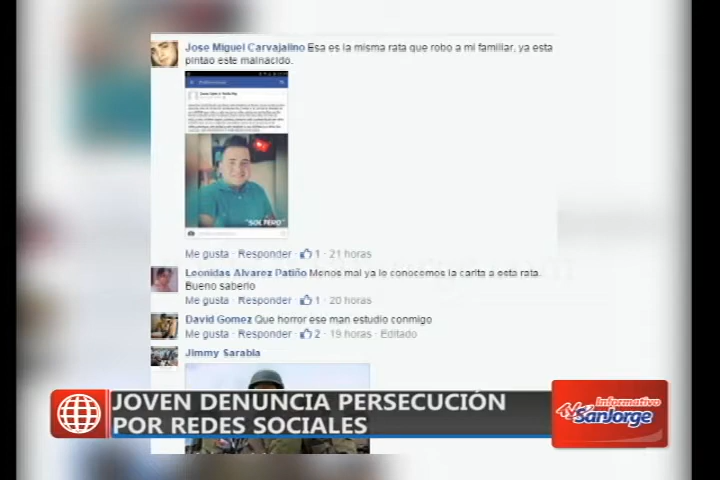 Jose Miguel Carvajalino Esa es la misma rata que robo a mi familiar, ya esta
pintao este malnacido.
"SOLTERO"
Me gusta · Responder · 1 · 21 horas
Leonidas Alvarez Patiño Menos mal ya le conocemos la carita a esta rata.
Bueno saberlo
Me gusta · Responder · 1 · 20 horas
David Gomez Que horror ese man estudio conmigo
Me gusta · Responder · 2 · 19 horas · Editado
Jimmy Sarabia
JOVEN DENUNCIA PERSECUCIÓN
POR REDES SOCIALES
Informativo
SanJorge